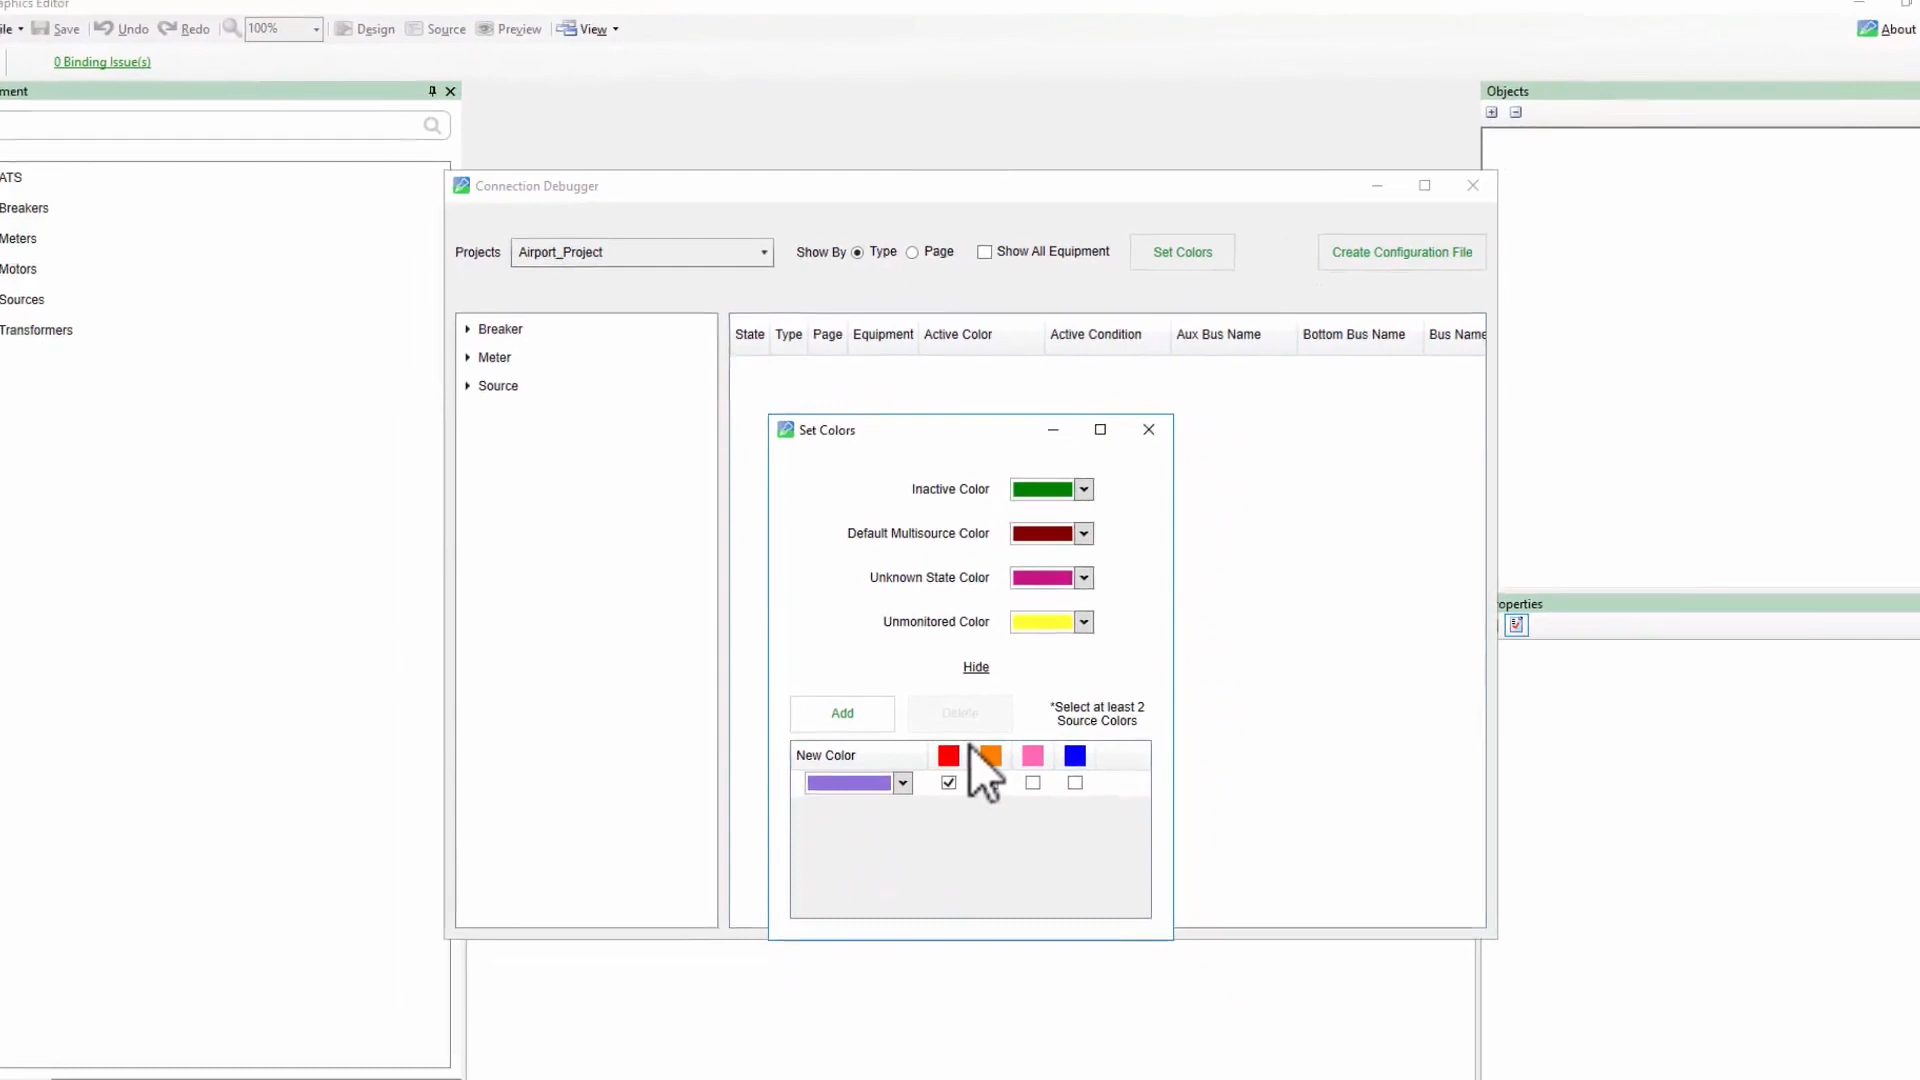 aphics Editor
ile Save Undo Redo 100% Design Source Preview View About
0 Binding Issue(s)
ment
Objects
ATS
Breakers
Meters
Motors
Sources
Transformers
Connection Debugger
Projects Airport_Project Show By Type Page Show All Equipment Set Colors Create Configuration File
Breaker
Meter
Source
State Type Page Equipment Active Color Active Condition Aux Bus Name Bottom Bus Name Bus Name
Set Colors
Inactive Color
Default Multisource Color
Unknown State Color
Unmonitored Color
Hide
Add Delete
*Select at least 2
Source Colors
New Color
operties